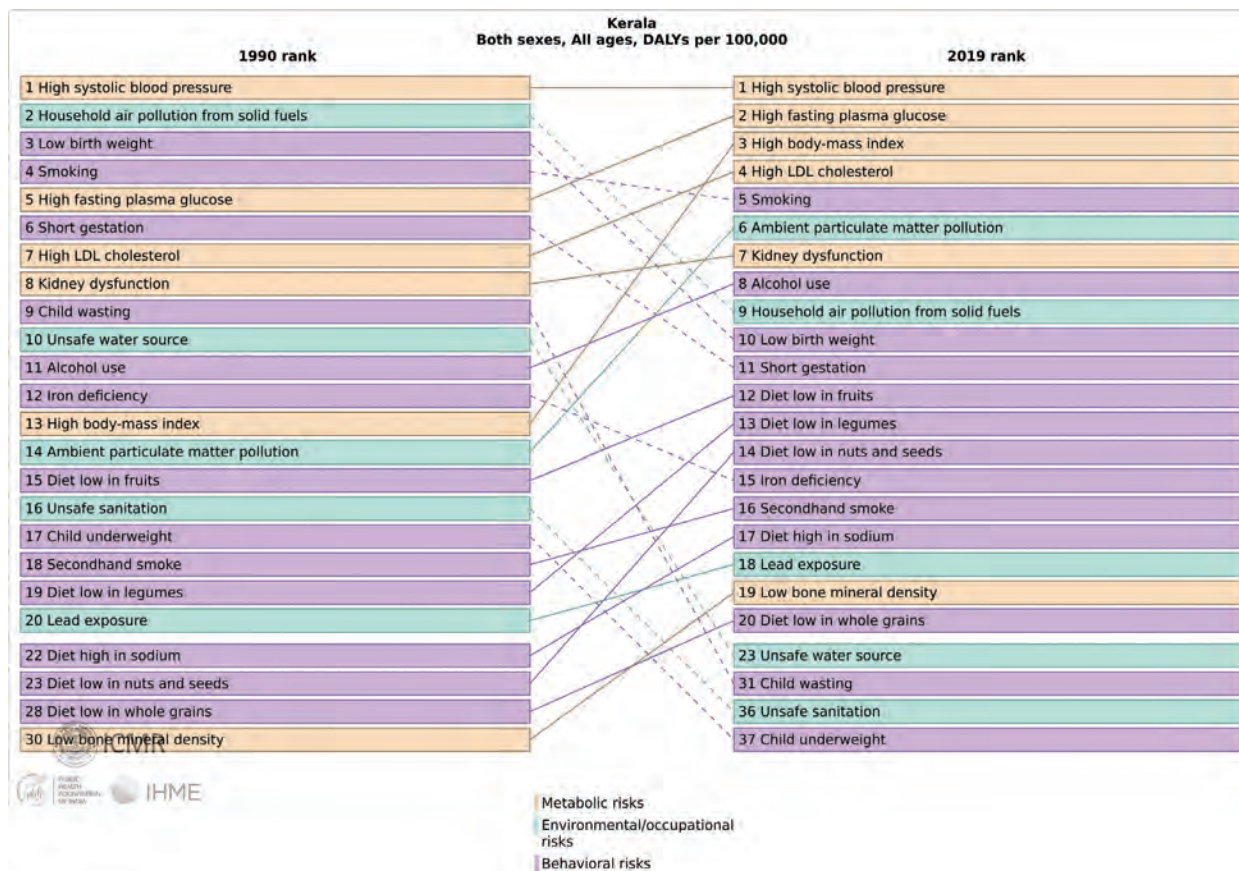 Kerala
Both sexes, All ages, DALYs per 100,000
1990 rank
2019 rank
1 High systolic blood pressure
2 Household air pollution from solid fuels
3 Low birth weight
4 Smoking
5 High fasting plasma glucose
6 Short gestation
7 High LDL cholesterol
8 Kidney dysfunction
9 Child wasting
10 Unsafe water source
11 Alcohol use
12 Iron deficiency
13 High body-mass index
14 Ambient particulate matter pollution
15 Diet low in fruits
16 Unsafe sanitation
17 Child underweight
18 Secondhand smoke
19 Diet low in legumes
20 Lead exposure
22 Diet high in sodium
23 Diet low in nuts and seeds
28 Diet low in whole grains
30 Low bone mineral density
1 High systolic blood pressure
2 High fasting plasma glucose
3 High body-mass index
4 High LDL cholesterol
5 Smoking
6 Ambient particulate matter pollution
7 Kidney dysfunction
8 Alcohol use
9 Household air pollution from solid fuels
10 Low birth weight
11 Short gestation
12 Diet low in fruits
13 Diet low in legumes
14 Diet low in nuts and seeds
15 Iron deficiency
16 Secondhand smoke
17 Diet high in sodium
18 Lead exposure
19 Low bone mineral density
20 Diet low in whole grains
23 Unsafe water source
31 Child wasting
36 Unsafe sanitation
37 Child underweight
ICMR
PUBLIC
HEALTH
FOUNDATION
OF INDIA
IHME
Metabolic risks
Environmental/occupational
risks
Behavioral risks